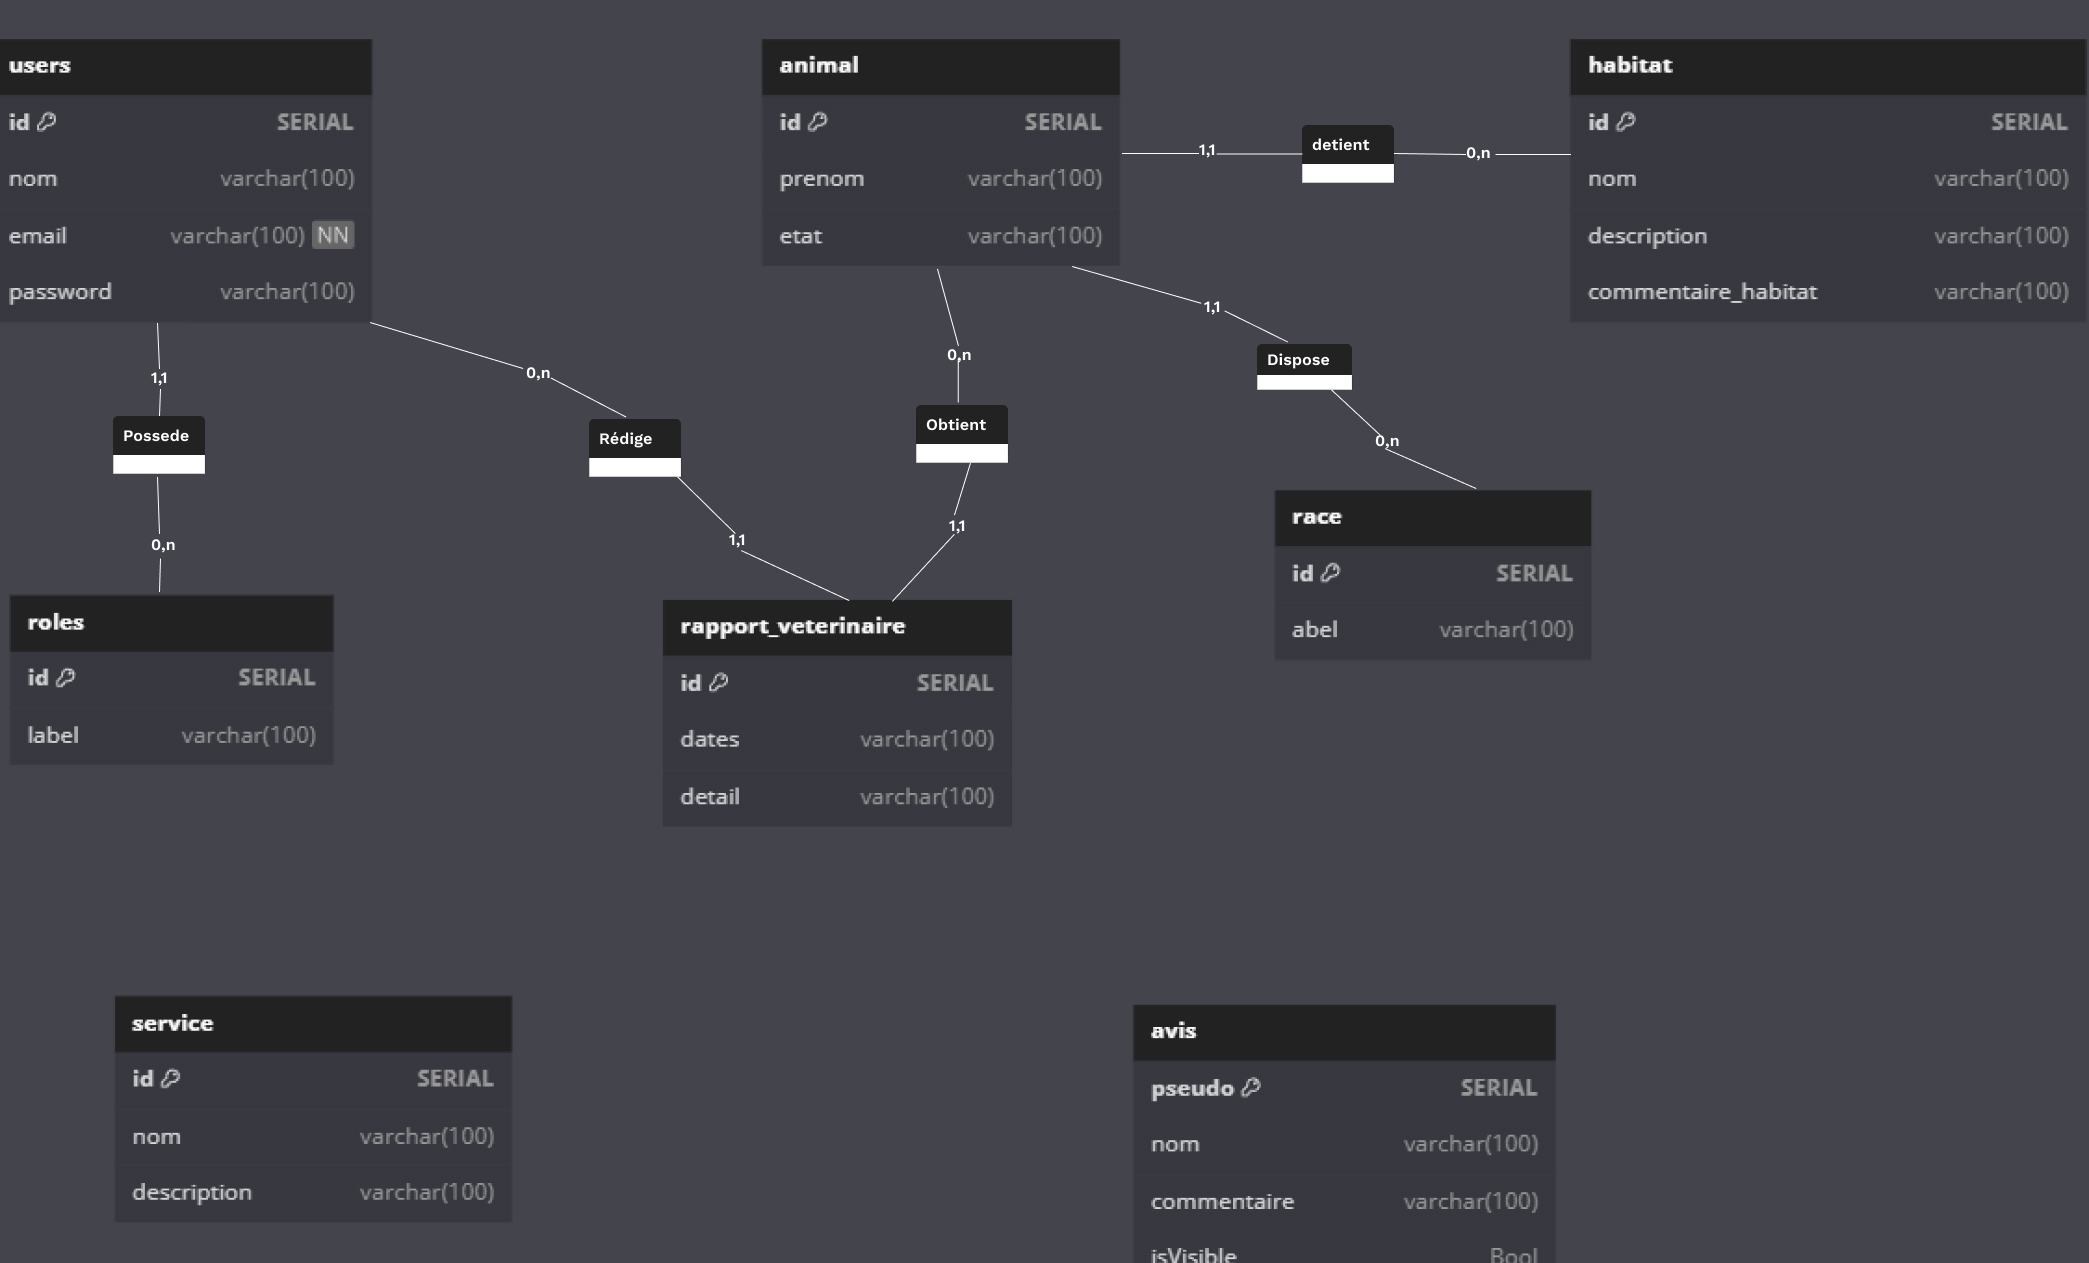 users
id SERIAL
nom varchar(100)
email varchar(100) NN
password varchar(100)
animal
id SERIAL
prenom varchar(100)
etat varchar(100)
1,1
detient
0,n
habitat
id SERIAL
nom varchar(100)
description varchar(100)
commentaire_habitat varchar(100)
1,1
Possede
0,n
0,n
Rédige
1,1
0,n
Obtient
1,1
1,1
Dispose
0,n
roles
id SERIAL
label varchar(100)
rapport_veterinaire
id SERIAL
dates varchar(100)
detail varchar(100)
race
id SERIAL
abel varchar(100)
service
id SERIAL
nom varchar(100)
description varchar(100)
avis
pseudo SERIAL
nom varchar(100)
commentaire varchar(100)
isVisible Bool